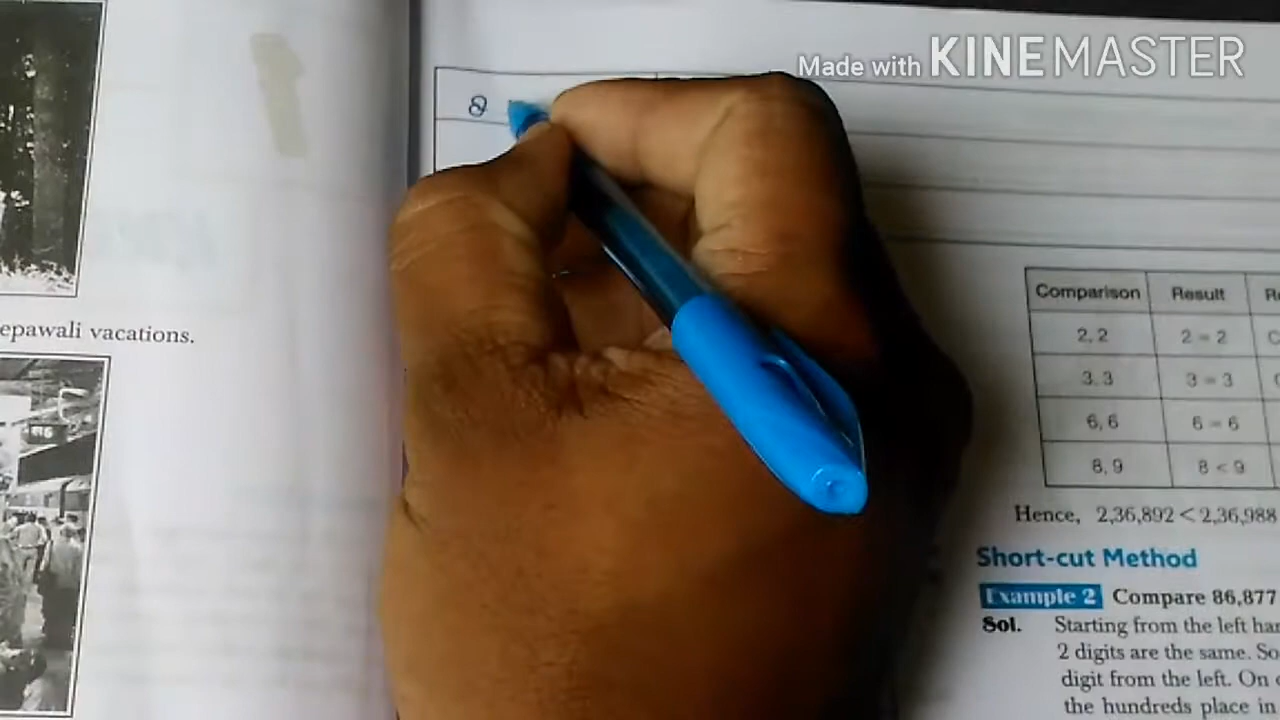 Made with KINEMASTER
epawali vacations.
Comparison Result
2, 2 2 = 2
3, 3 3 = 3
6, 6 6 = 6
8, 9 8 < 9
Hence, 2,36,892 < 2,36,988
Short-cut Method
Example 2 Compare 86,877
Sol. Starting from the left
2 digits are the same. So
digit from the left. On
the hundreds place in